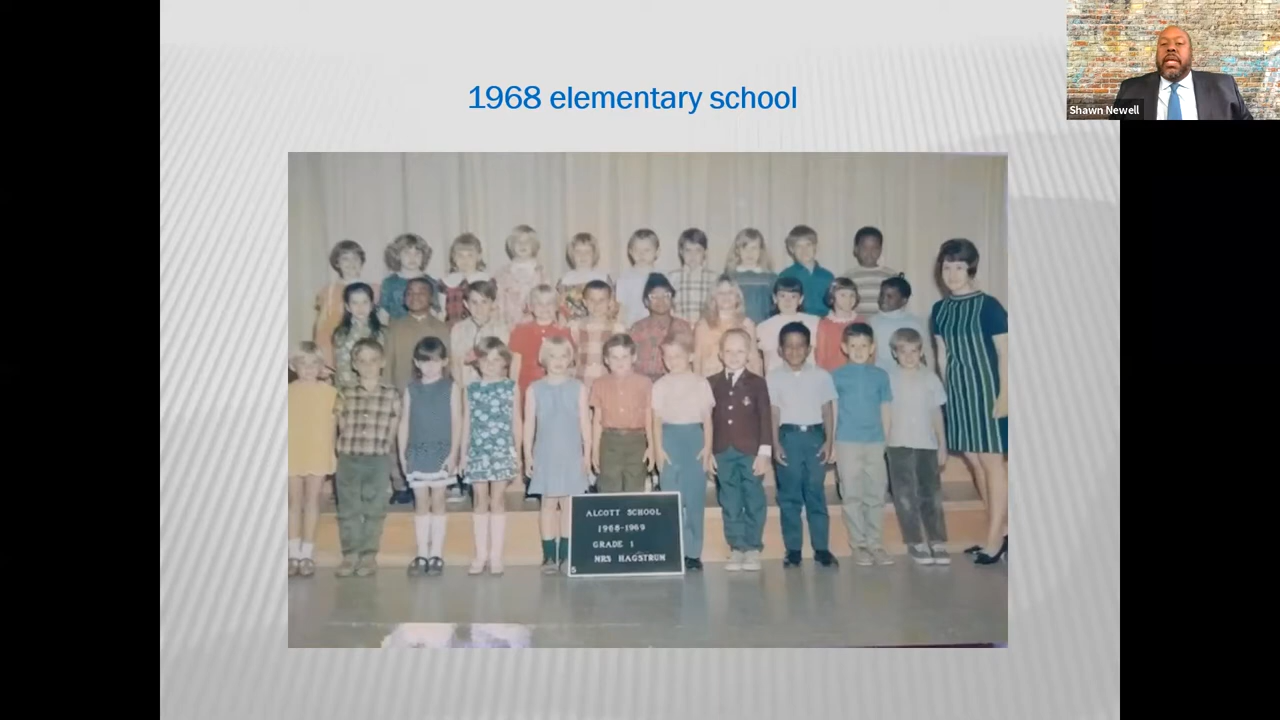 1968 elementary school
Shawn Newell
ALCOTT SCHOOL
1968-1969
GRADE 1
MRS HAGSTRUM
S